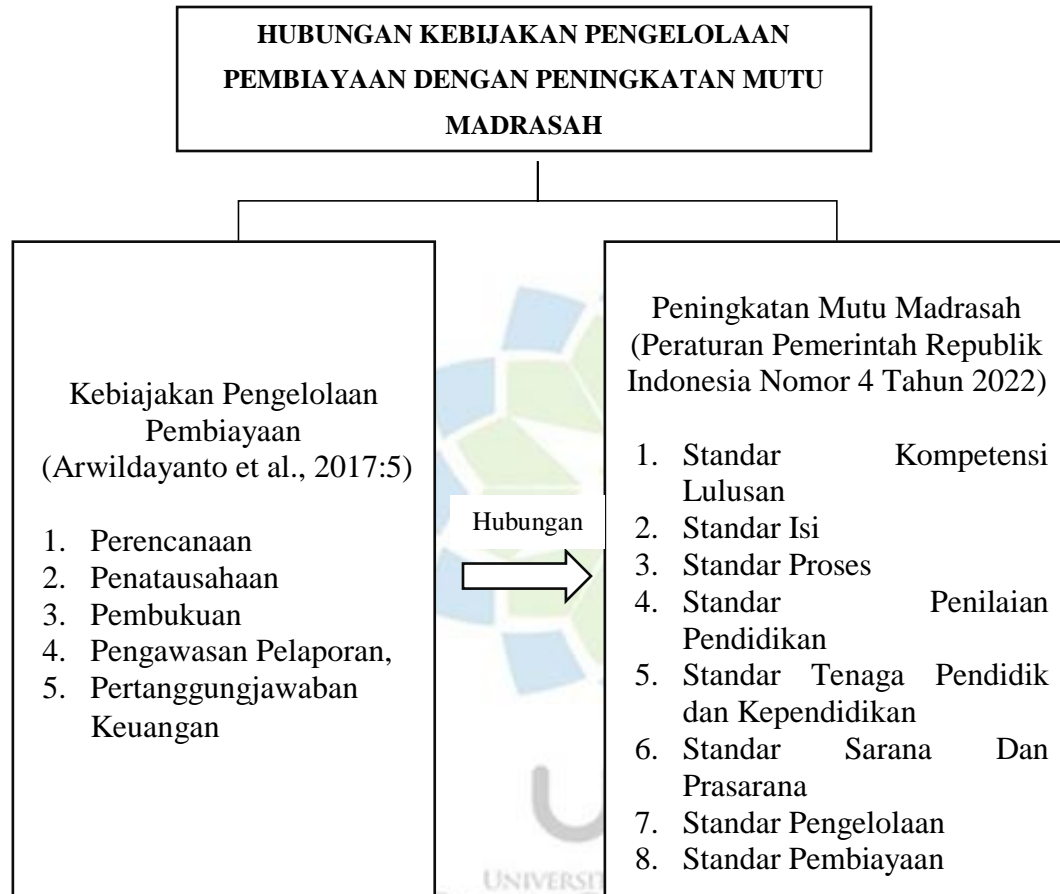 HUBUNGAN KEBIJAKAN PENGELOLAAN
PEMBIAYAAN DENGAN PENINGKATAN MUTU
MADRASAH
Kebiajakan Pengelolaan
Pembiayaan
(Arwildayanto et al., 2017:5)
1. Perencanaan
2. Penatausahaan
3. Pembukuan
4. Pengawasan Pelaporan,
5. Pertanggungjawaban
Keuangan
Hubungan
Peningkatan Mutu Madrasah
(Peraturan Pemerintah Republik
Indonesia Nomor 4 Tahun 2022)
1. Standar Kompetensi
Lulusan
2. Standar Isi
3. Standar Proses
4. Standar Penilaian
Pendidikan
5. Standar Tenaga Pendidik
dan Kependidikan
6. Standar Sarana Dan
Prasarana
7. Standar Pengelolaan
8. Standar Pembiayaan